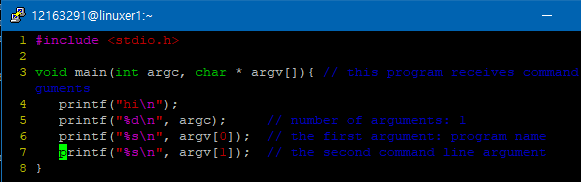 12163291@linuxer1:~
1 #include <stdio.h>
2
3 void main(int argc, char * argv[]){ // this program receives command
guments
4 printf("hi\n");
5 printf("%d\n", argc); // number of arguments: 1
6 printf("%s\n", argv[0]); // the first argument: program name
7 printf("%s\n", argv[1]); // the second command line argument
8 }